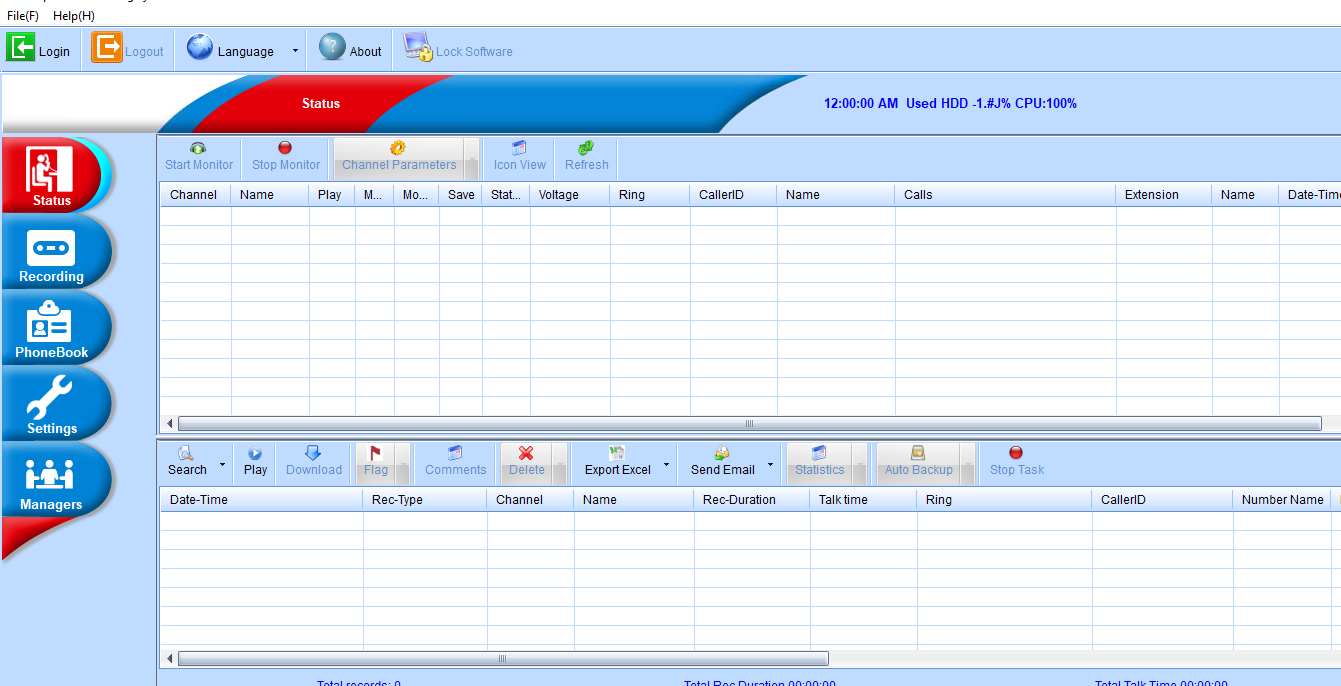 File(F) Help(H)
Login Logout Language About Lock Software
Status 12:00:00 AM Used HDD -1.#J% CPU:100%
Start Monitor Stop Monitor Channel Parameters Icon View Refresh
Channel Name Play M... Mo... Save Stat... Voltage Ring CallerID Name Calls Extension Name Date-Time
Status
Recording
PhoneBook
Settings
Managers
Search Play Download Flag Comments Delete Export Excel Send Email Statistics Auto Backup Stop Task
Date-Time Rec-Type Channel Name Rec-Duration Talk time Ring CallerID Number Name
Total records: 0 Total Rec Duration 00:00:00 Total Talk Time 00:00:00